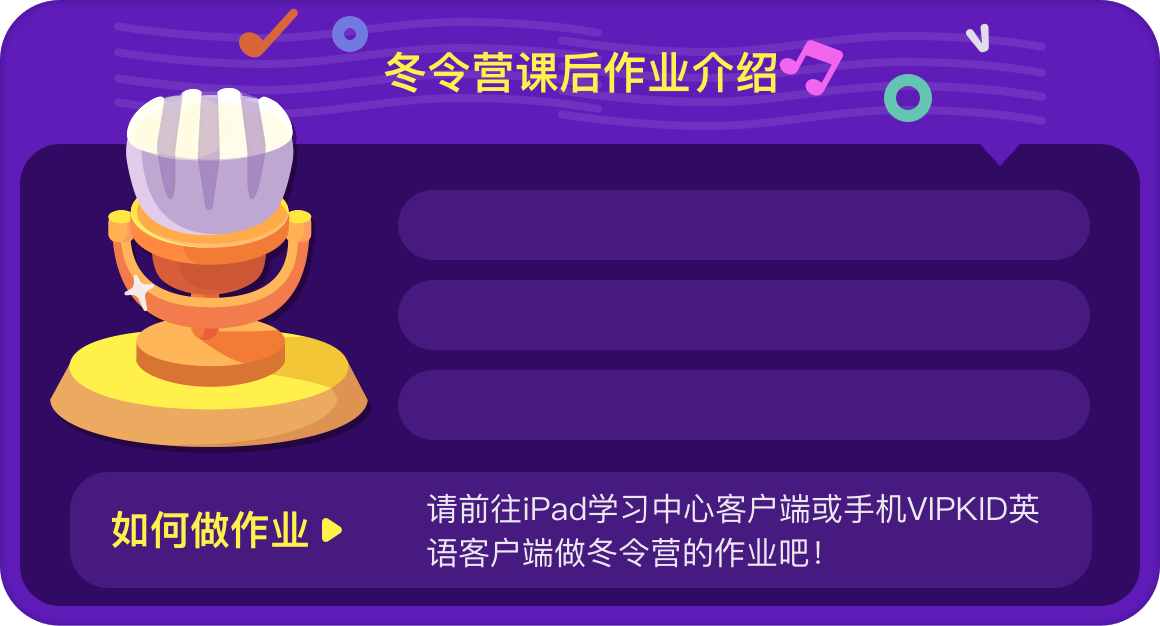 冬令营课后作业介绍
如何做作业
请前往iPad学习中心客户端或手机VIPKID英
语客户端做冬令营的作业吧！